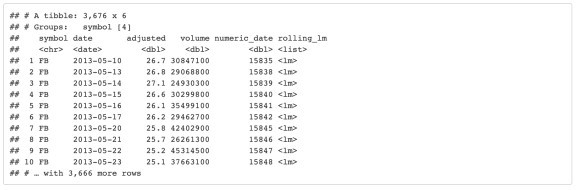 ## # A tibble: 3,676 x 6
## # Groups:   symbol [4]
##    symbol date       adjusted   volume numeric_date rolling_lm
##    <chr>  <date>        <dbl>    <dbl>        <dbl> <list>
##  1 FB     2013-05-10     26.7 30847100        15835 <lm>
##  2 FB     2013-05-13     26.8 29068800        15838 <lm>
##  3 FB     2013-05-14     27.1 24930300        15839 <lm>
##  4 FB     2013-05-15     26.6 30299800        15840 <lm>
##  5 FB     2013-05-16     26.1 35499100        15841 <lm>
##  6 FB     2013-05-17     26.2 29462700        15842 <lm>
##  7 FB     2013-05-20     25.8 42402900        15845 <lm>
##  8 FB     2013-05-21     25.7 26261300        15846 <lm>
##  9 FB     2013-05-22     25.2 45314500        15847 <lm>
## 10 FB     2013-05-23     25.1 37663100        15848 <lm>
## # … with 3,666 more rows